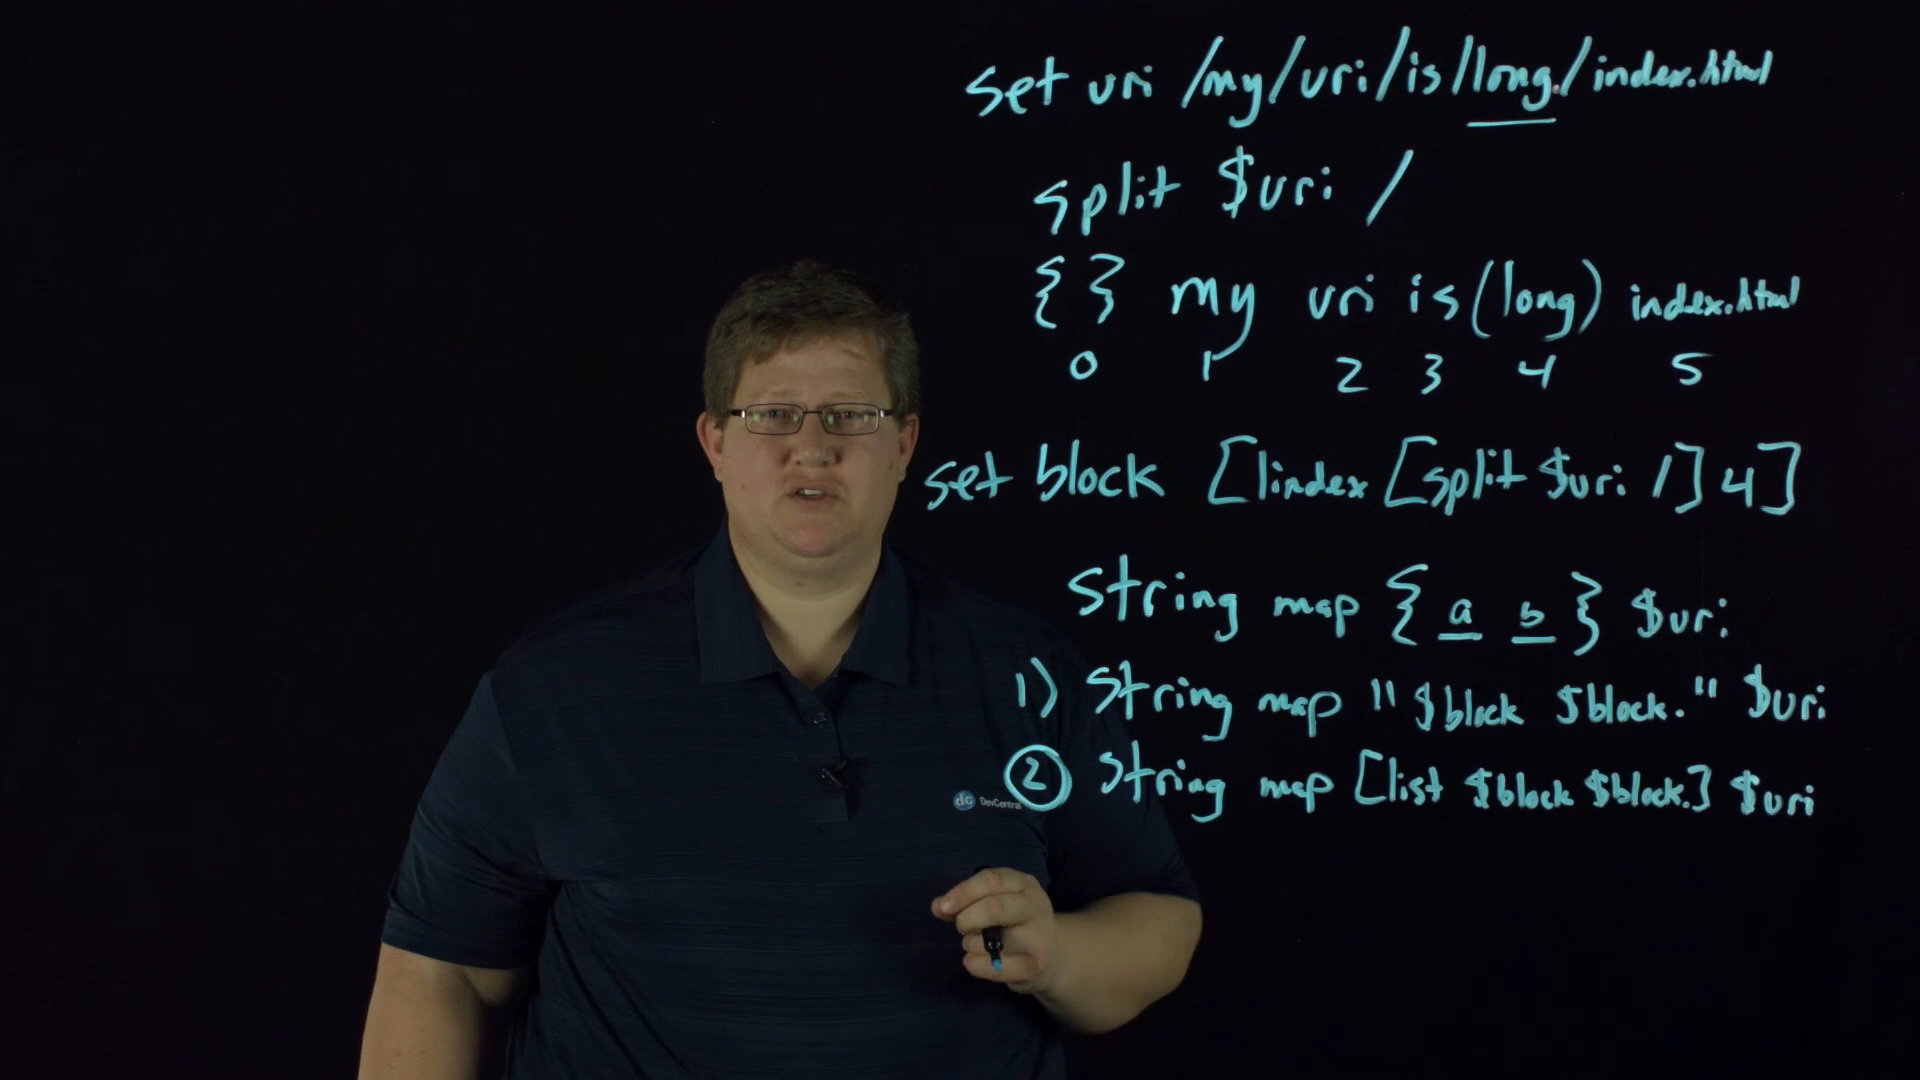 set uri /my/uri/is/long./index.html
split $uri /
{} my uri is (long) index.html
0 1 2 3 4 5
set block [lindex [split $uri /] 4]
string map { a b } $uri
1) string map "$block $block." $uri
2 string map [list $block $block.] $uri
dc DevCentral